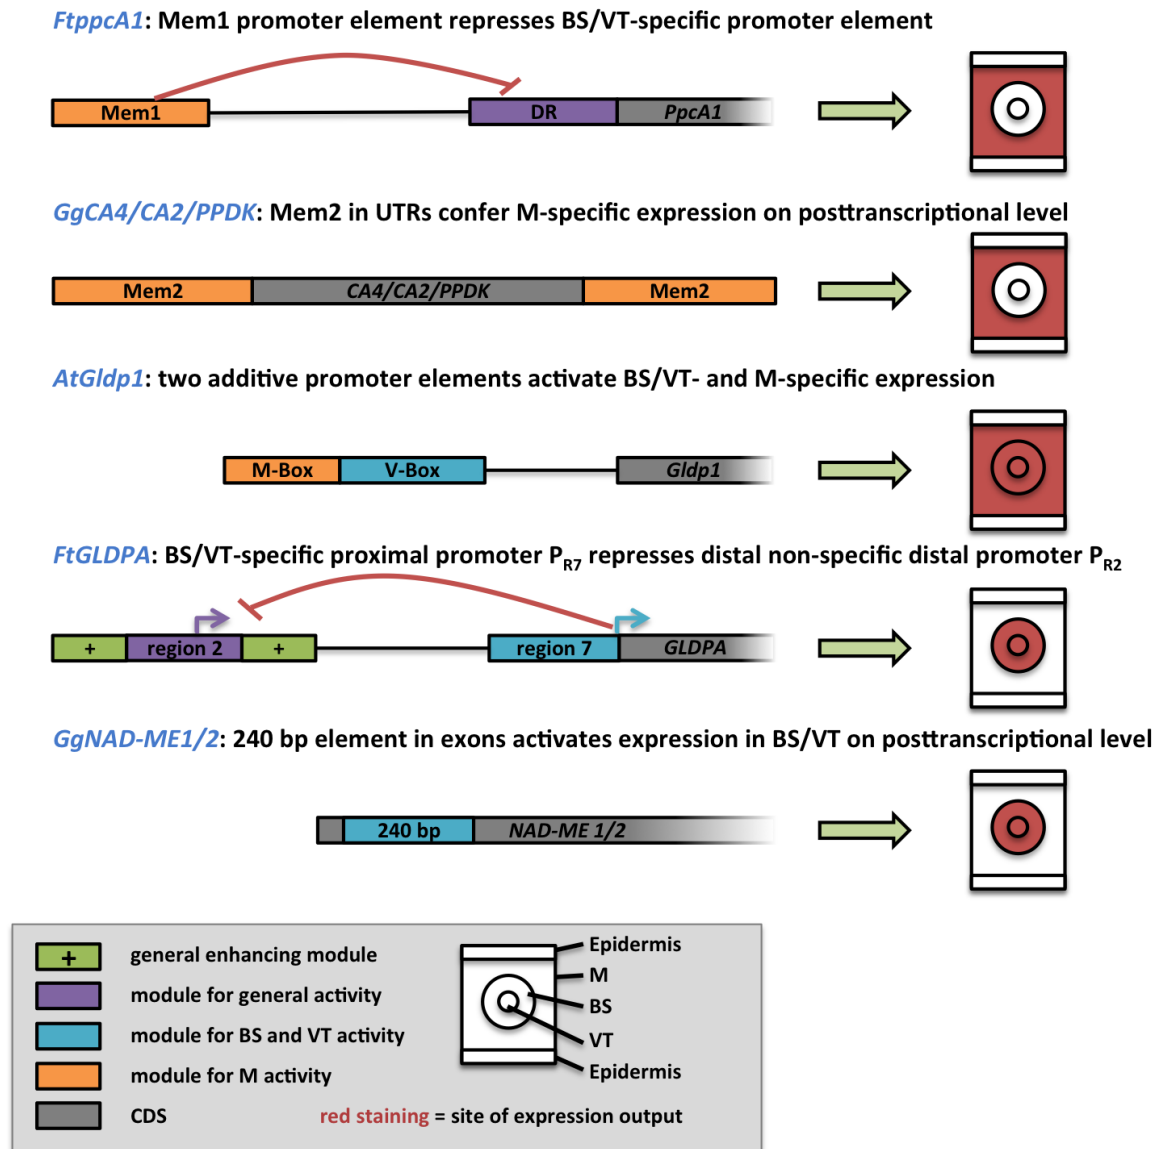 FtppcA1: Mem1 promoter element represses BS/VT-specific promoter element
Mem1 DR PpcA1
GgCA4/CA2/PPDK: Mem2 in UTRs confer M-specific expression on posttranscriptional level
Mem2 CA4/CA2/PPDK Mem2
AtGldp1: two additive promoter elements activate BS/VT- and M-specific expression
M-Box V-Box Gldp1
FtGLDPA: BS/VT-specific proximal promoter PR7 represses distal non-specific distal promoter PR2
+ region 2 + region 7 GLDPA
GgNAD-ME1/2: 240 bp element in exons activates expression in BS/VT on posttranscriptional level
240 bp NAD-ME 1/2
+ general enhancing module
module for general activity
module for BS and VT activity
module for M activity
CDS
Epidermis
M
BS
VT
Epidermis
red staining = site of expression output